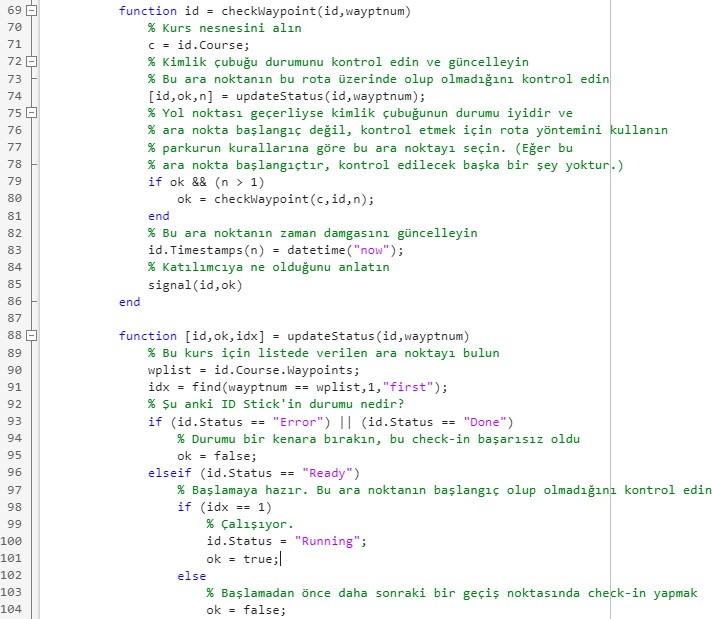 69 function id = checkWaypoint(id,wayptnum)
70 % Kurs nesnesini alın
71 c = id.Course;
72 % Kimlik çubuğu durumunu kontrol edin ve güncelleyin
73 % Bu ara noktanın bu rota üzerinde olup olmadığını kontrol edin
74 [id,ok,n] = updateStatus(id,wayptnum);
75 % Yol noktası geçerliyse kimlik çubuğunun durumu iyidir ve
76 % ara nokta başlangıç değil, kontrol etmek için rota yöntemini kullanın
77 % parkurun kurallarına göre bu ara noktayı seçin. (Eğer bu
78 % ara nokta başlangıçtır, kontrol edilecek başka bir şey yoktur.)
79 if ok && (n > 1)
80 ok = checkWaypoint(c,id,n);
81 end
82 % Bu ara noktanın zaman damgasını güncelleyin
83 id.Timestamps(n) = datetime("now");
84 % Katılımcıya ne olduğunu anlatın
85 signal(id,ok)
86 end
87
88 function [id,ok,idx] = updateStatus(id,wayptnum)
89 % Bu kurs için listede verilen ara noktayı bulun
90 wplist = id.Course.Waypoints;
91 idx = find(wayptnum == wplist,1,"first");
92 % Şu anki ID Stick'in durumu nedir?
93 if (id.Status == "Error") || (id.Status == "Done")
94 % Durumu bir kenara bırakın, bu check-in başarısız oldu
95 ok = false;
96 elseif (id.Status == "Ready")
97 % Başlamaya hazır. Bu ara noktanın başlangıç olup olmadığını kontrol edin
98 if (idx == 1)
99 % Çalışıyor.
100 id.Status = "Running";
101 ok = true;
102 else
103 % Başlamadan önce daha sonraki bir geçiş noktasında check-in yapmak
104 ok = false;